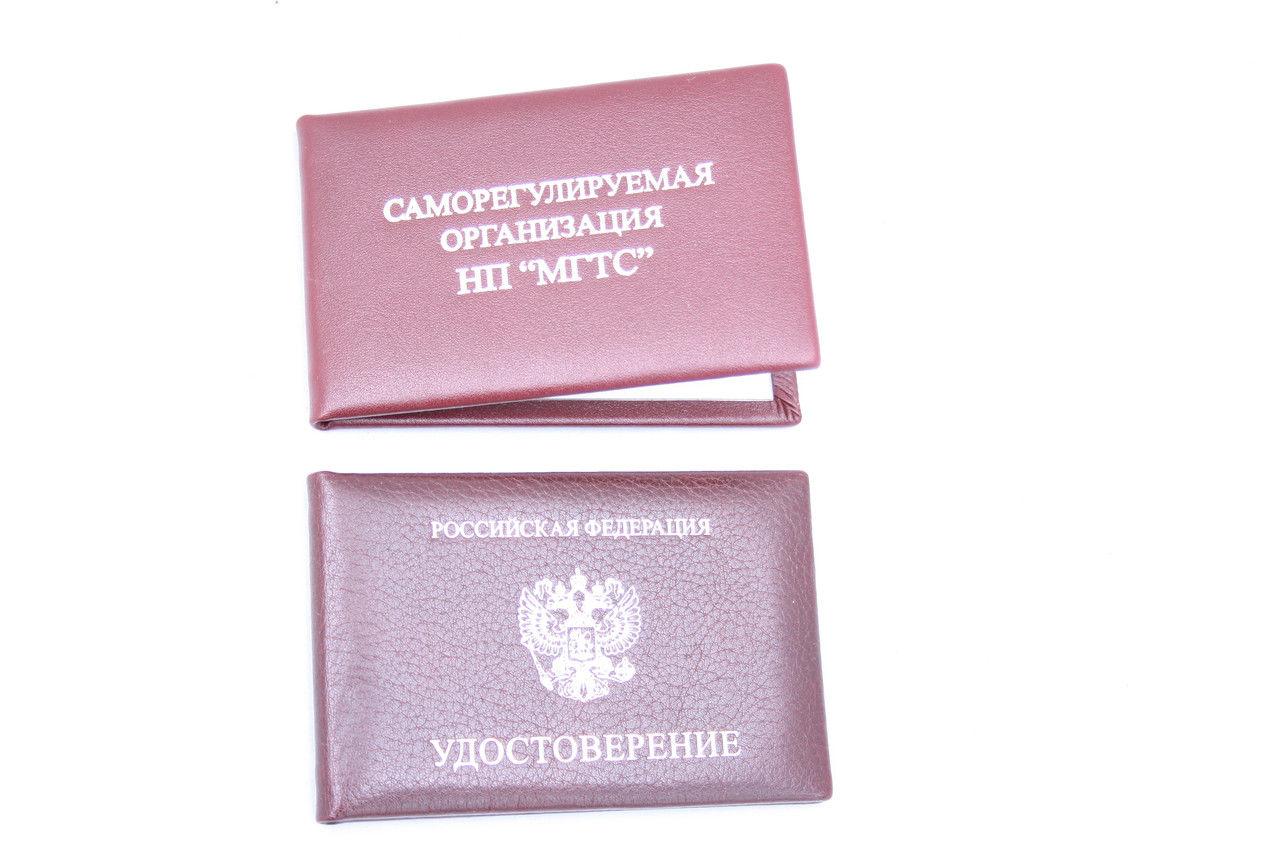 САМОРЕГУЛИРУЕМАЯ
ОРГАНИЗАЦИЯ
НП “МГТС”
РОССИЙСКАЯ ФЕДЕРАЦИЯ
УДОСТОВЕРЕНИЕ